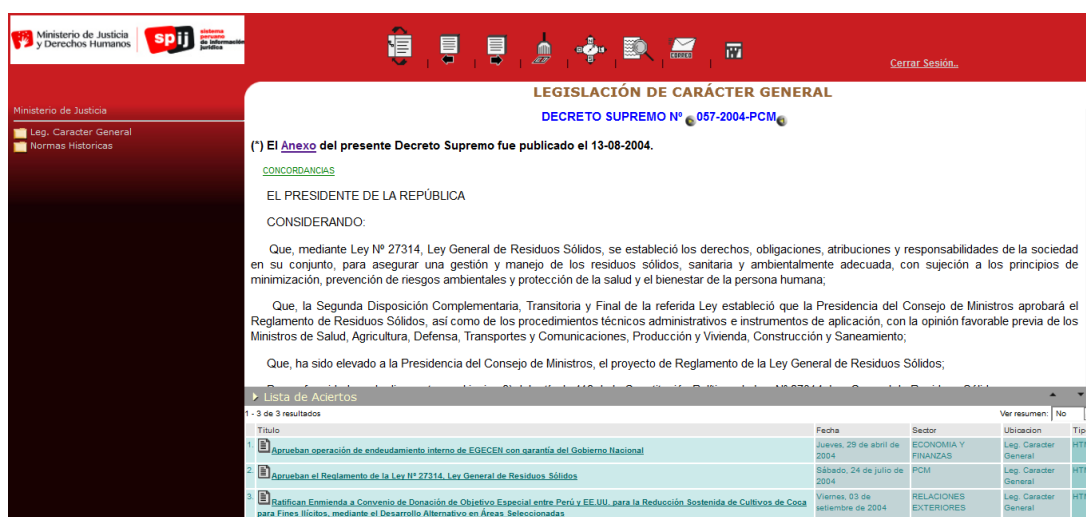 Ministerio de Justicia
y Derechos Humanos
spij
sistema
peruano
de información
jurídica
CORREO
Cerrar Sesión..
Ministerio de Justicia
Leg. Caracter General
Normas Historicas
LEGISLACIÓN DE CARÁCTER GENERAL
DECRETO SUPREMO Nº 057-2004-PCM
(*) El Anexo del presente Decreto Supremo fue publicado el 13-08-2004.
CONCORDANCIAS
EL PRESIDENTE DE LA REPÚBLICA
CONSIDERANDO:
Que, mediante Ley Nº 27314, Ley General de Residuos Sólidos, se estableció los derechos, obligaciones, atribuciones y responsabilidades de la sociedad
en su conjunto, para asegurar una gestión y manejo de los residuos sólidos, sanitaria y ambientalmente adecuada, con sujeción a los principios de
minimización, prevención de riesgos ambientales y protección de la salud y el bienestar de la persona humana;
Que, la Segunda Disposición Complementaria, Transitoria y Final de la referida Ley estableció que la Presidencia del Consejo de Ministros aprobará el
Reglamento de Residuos Sólidos, así como de los procedimientos técnicos administrativos e instrumentos de aplicación, con la opinión favorable previa de los
Ministros de Salud, Agricultura, Defensa, Transportes y Comunicaciones, Producción y Vivienda, Construcción y Saneamiento;
Que, ha sido elevado a la Presidencia del Consejo de Ministros, el proyecto de Reglamento de la Ley General de Residuos Sólidos;
Lista de Aciertos
1 - 3 de 3 resultados Ver resumen: No
Titulo Fecha Sector Ubicacion Tip
1. Aprueban operación de endeudamiento interno de EGECEN con garantía del Gobierno Nacional Jueves, 29 de abril de ECONOMIA Y Leg. Caracter HTM
2004 FINANZAS General
2. Aprueban el Reglamento de la Ley Nº 27314, Ley General de Residuos Sólidos Sábado, 24 de julio de PCM Leg. Caracter HTM
2004 General
3. Ratifican Enmienda a Convenio de Donación de Objetivo Especial entre Perú y EE.UU. para la Reducción Sostenida de Cultivos de Coca Viernes, 03 de RELACIONES Leg. Caracter HTM
para Fines Ilícitos, mediante el Desarrollo Alternativo en Áreas Seleccionadas setiembre de 2004 EXTERIORES General